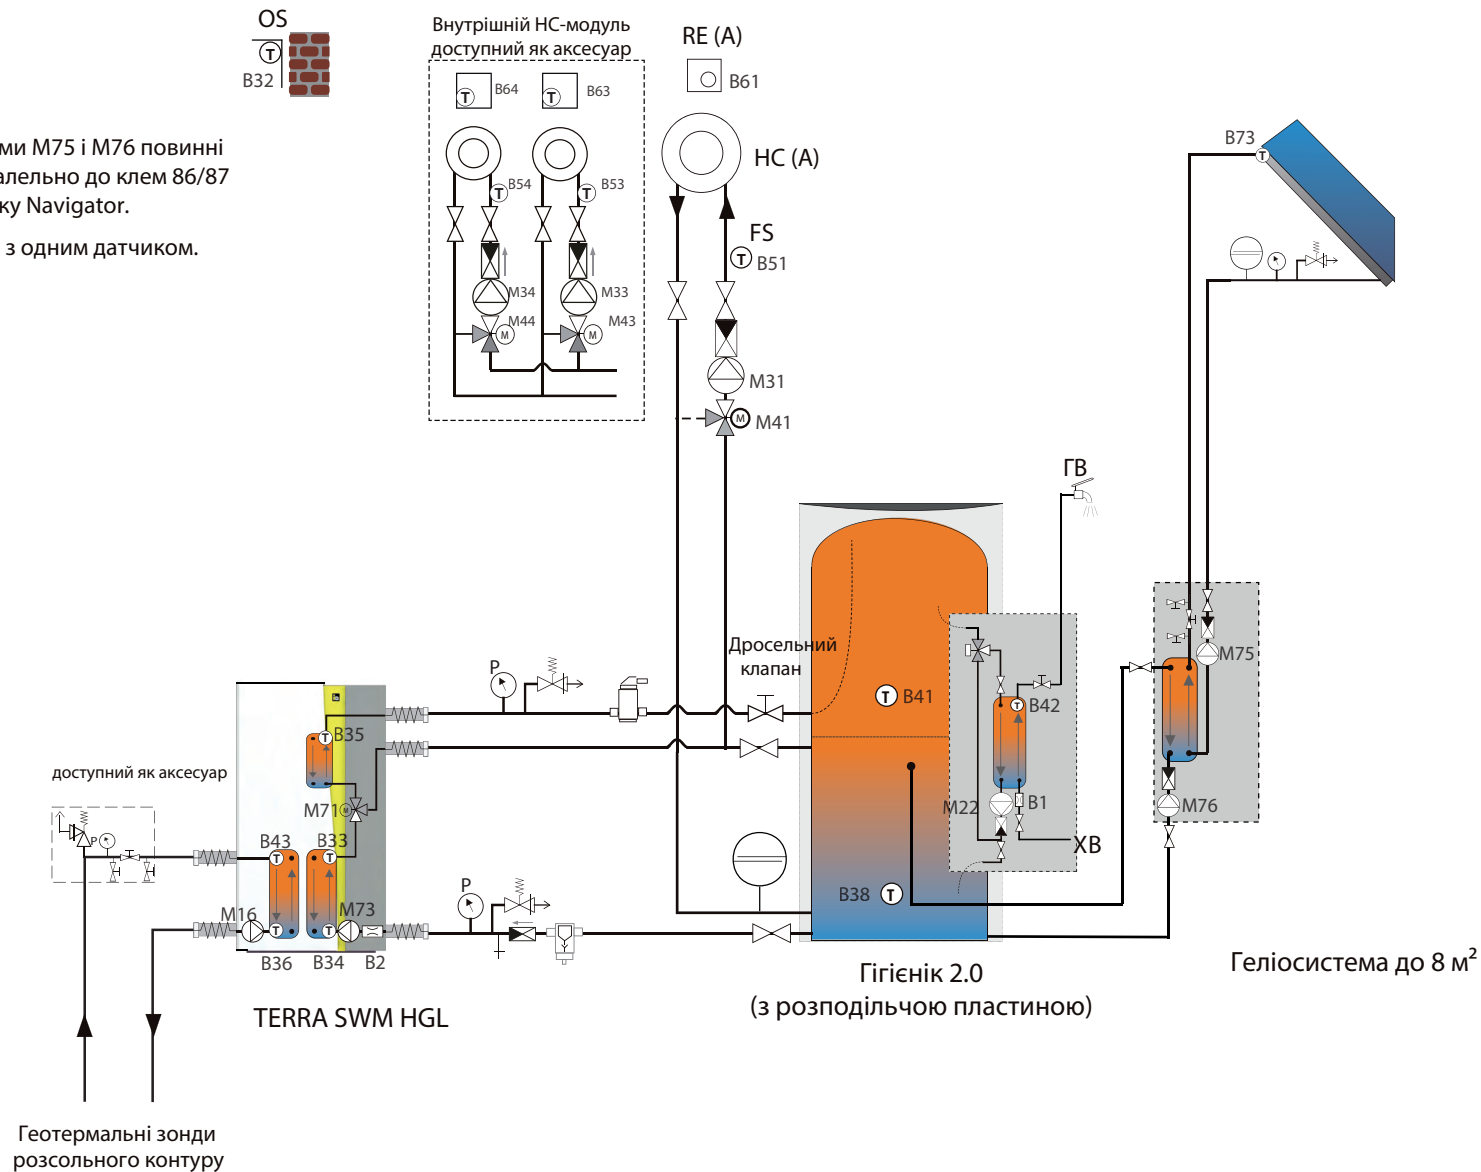 OS
T
B32
Внутрішній НС-модуль
доступний як аксесуар
T
B64
T
B63
RE (A)
B61
HC (A)
ми M75 і M76 повинні
алельно до клем 86/87
ку Navigator.
з одним датчиком.
T
B54
T
B53
FS
T
B51
M34
M33
M44
M
M43
M
M31
M
M41
B73
T
ГВ
Дросельний
клапан
P
T
B41
T
B42
M75
T
B35
доступний як аксесуар
P
M71
M
M22
B1
M76
ХВ
B43
T
B33
T
M16
T
T
M73
P
B38
T
B36
B34
B2
TERRA SWM HGL
Гігієнік 2.0
(з розподільчою пластиною)
Геліосистема до 8 м²
Геотермальні зонди
розсольного контуру